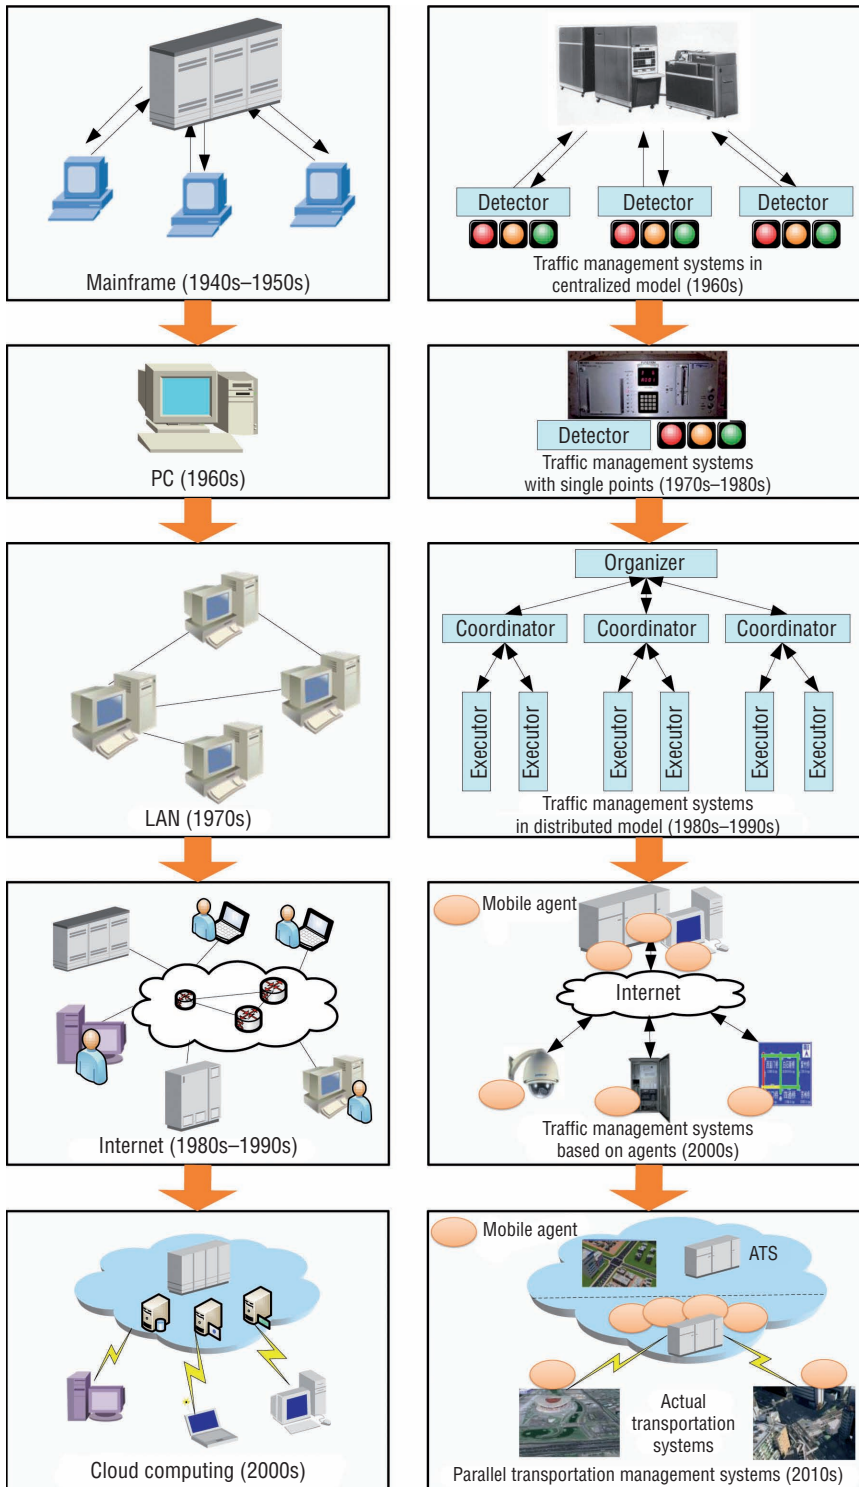 Detector
Detector
Detector
Mainframe (1940s–1950s)
Traffic management systems in
centralized model (1960s)
PC (1960s)
Detector
Traffic management systems
with single points (1970s–1980s)
Organizer
Coordinator
Coordinator
Coordinator
Executor
Executor
Executor
Executor
Executor
Executor
LAN (1970s)
Traffic management systems
in distributed model (1980s–1990s)
Internet (1980s–1990s)
Mobile agent
Internet
Traffic management systems
based on agents (2000s)
Cloud computing (2000s)
Mobile agent
ATS
Actual
transportation
systems
Parallel transportation management systems (2010s)